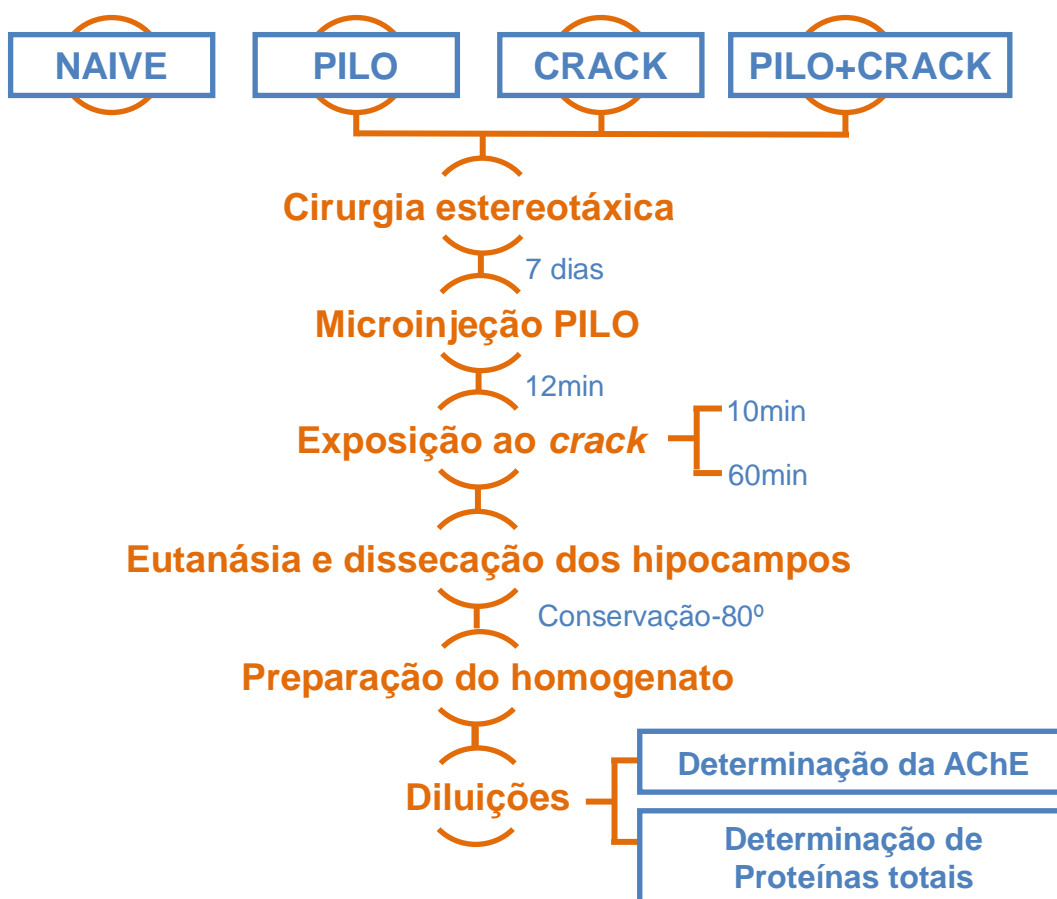 NAIVE
PILO
CRACK
PILO+CRACK
Cirurgia estereotáxica
7 dias
Microinjeção PILO
12min
Exposição ao crack
10min
60min
Eutanásia e dissecação dos hipocampos
Conservação-80º
Preparação do homogenato
Diluições
Determinação da AChE
Determinação de
Proteínas totais